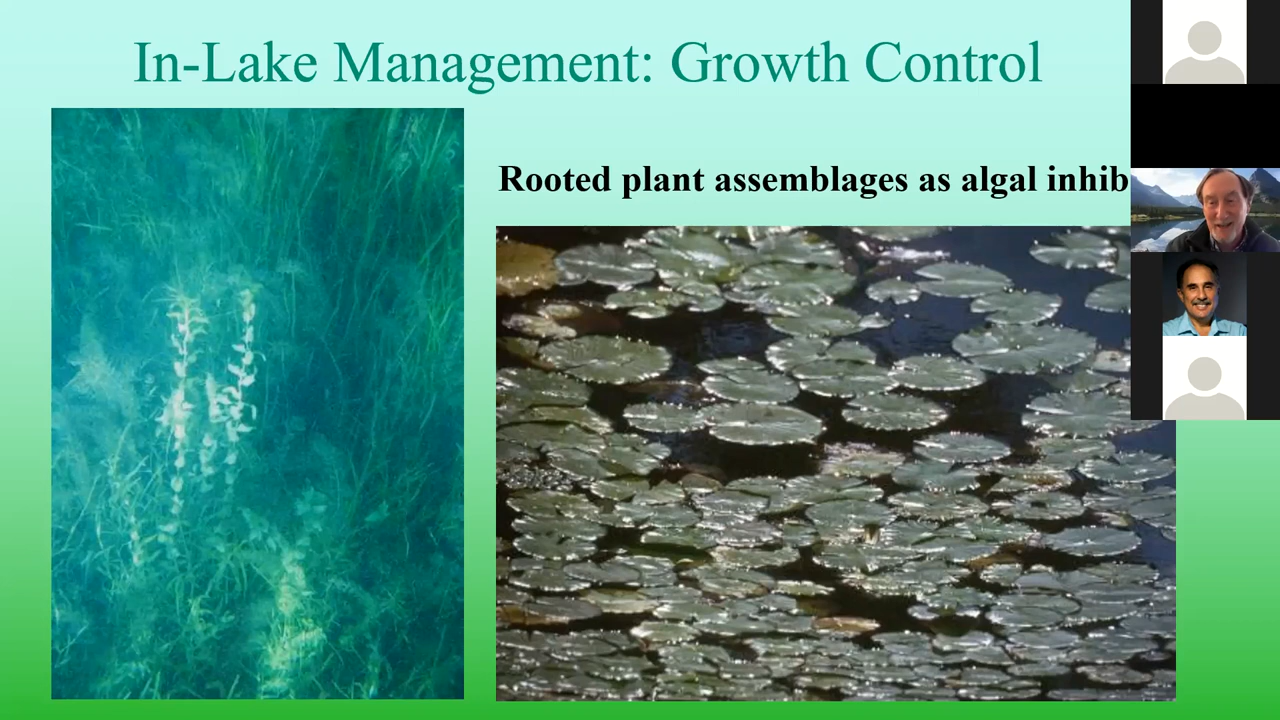 In-Lake Management: Growth Control
Rooted plant assemblages as algal inhib